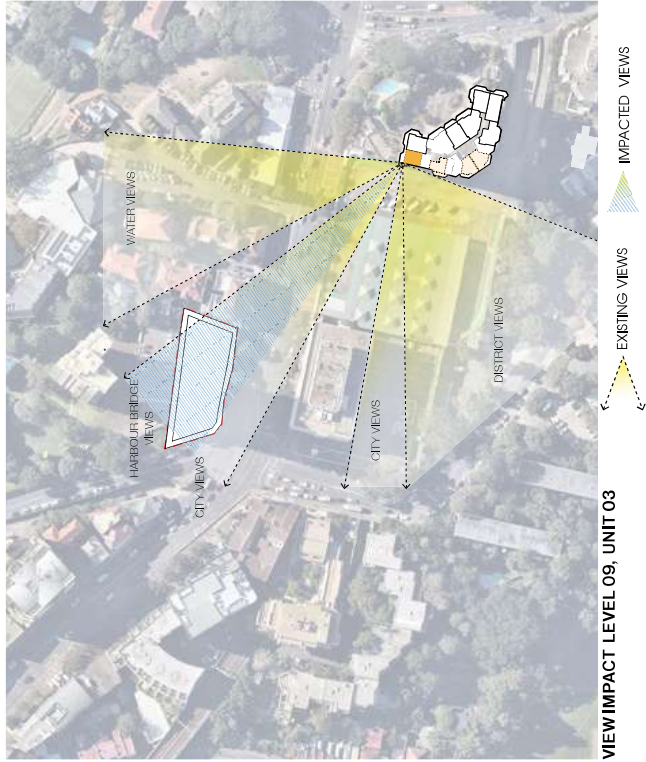 WATER VIEWS
HARBOUR BRIDGE
VIEWS
CITY VIEWS
CITY VIEWS
DISTRICT VIEWS
VIEW IMPACT LEVEL 09, UNIT 03
EXISTING VIEWS
IMPACTED VIEWS